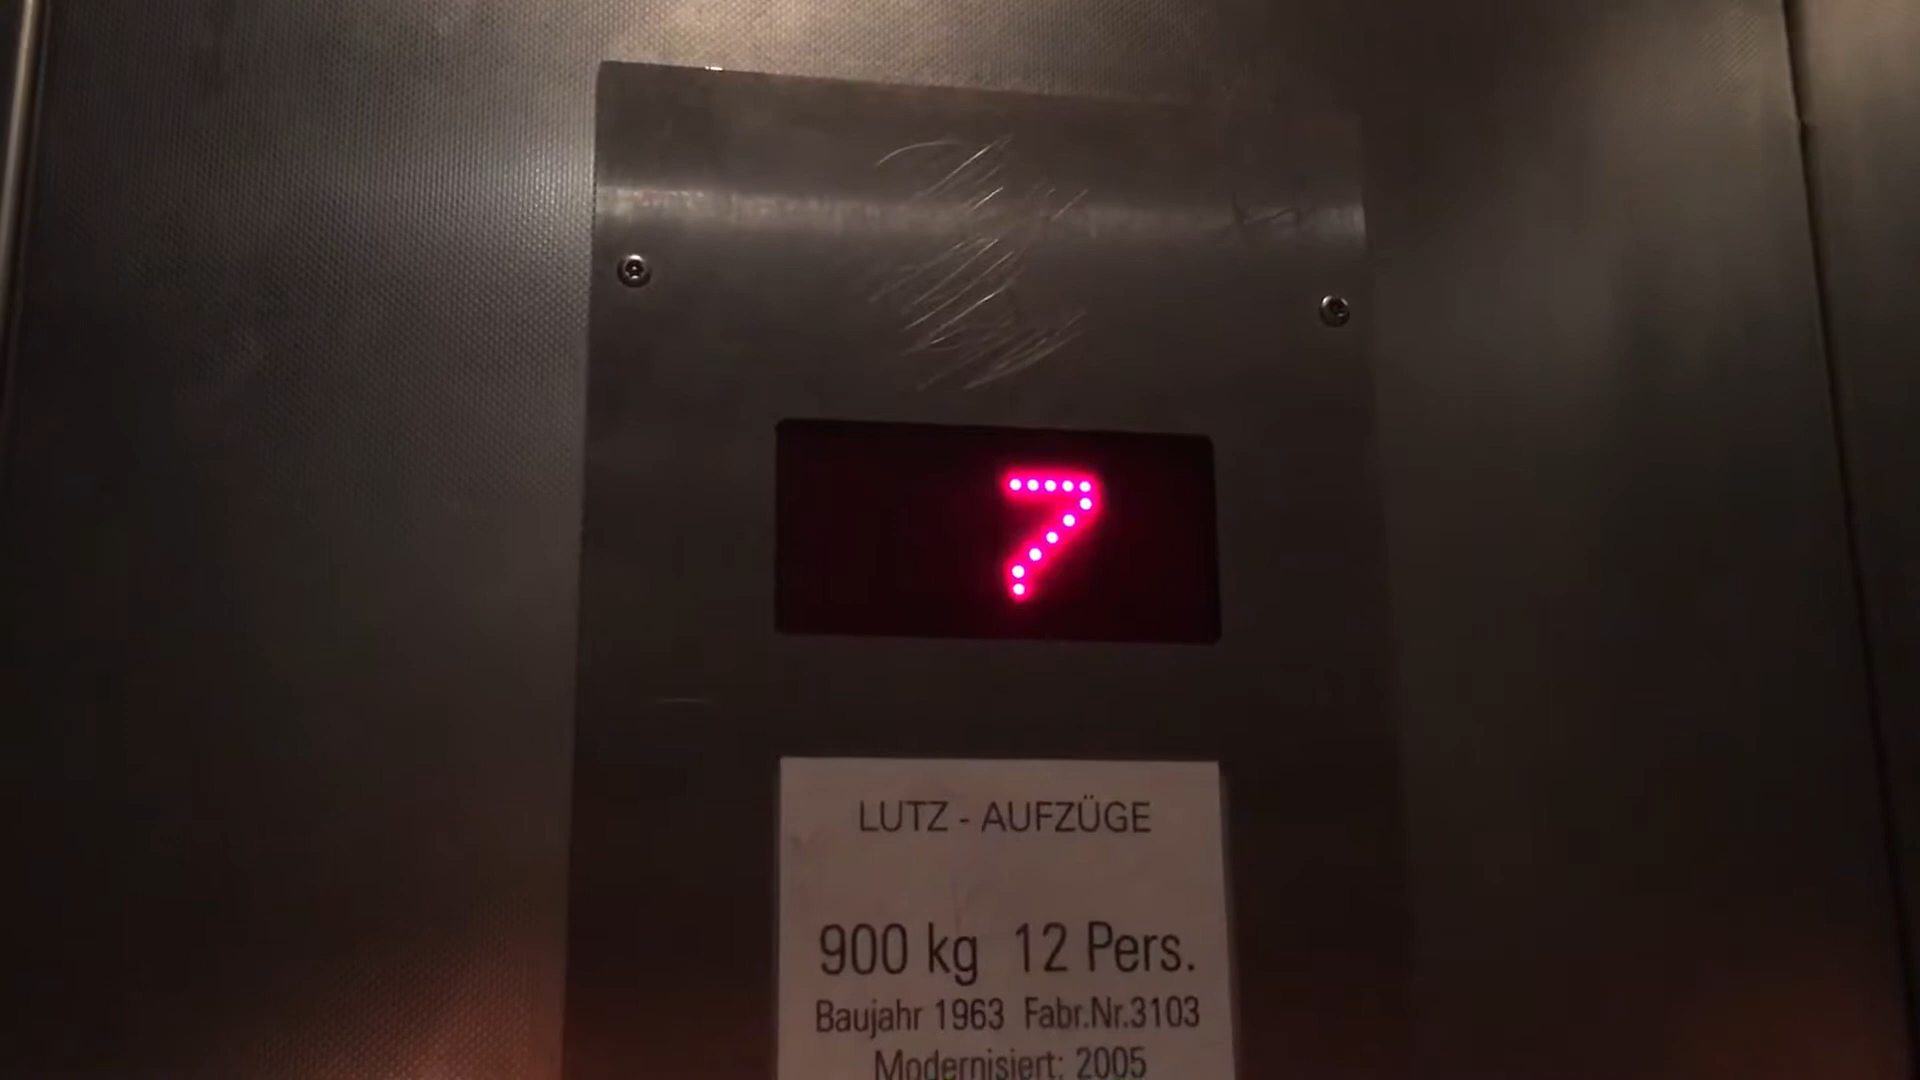 7
LUTZ - AUFZÜGE
900 kg 12 Pers.
Baujahr 1963 Fabr.Nr.3103
Modernisiert: 2005